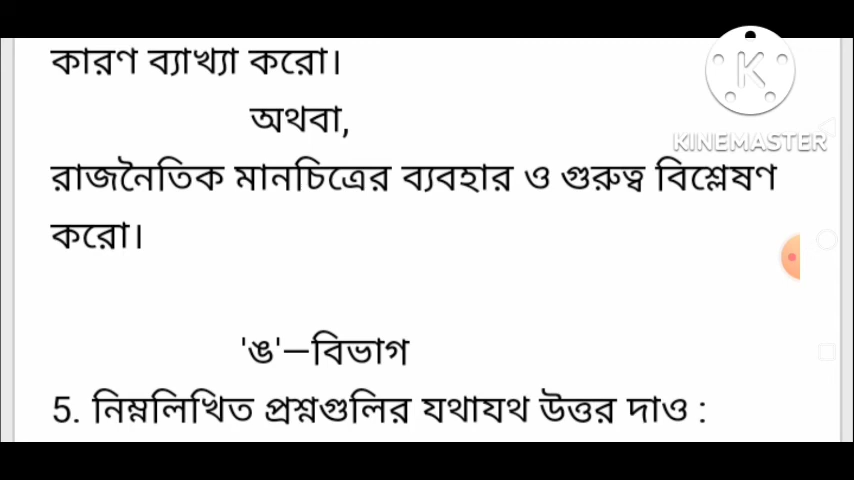 কারণ ব্যাখ্যা করো।
অথবা,
রাজনৈতিক মানচিত্রের ব্যবহার ও গুরুত্ব বিশ্লেষণ
করো।
'ঙ'—বিভাগ
5. নিম্নলিখিত প্রশ্নগুলির যথাযথ উত্তর দাও :
KINEMASTER